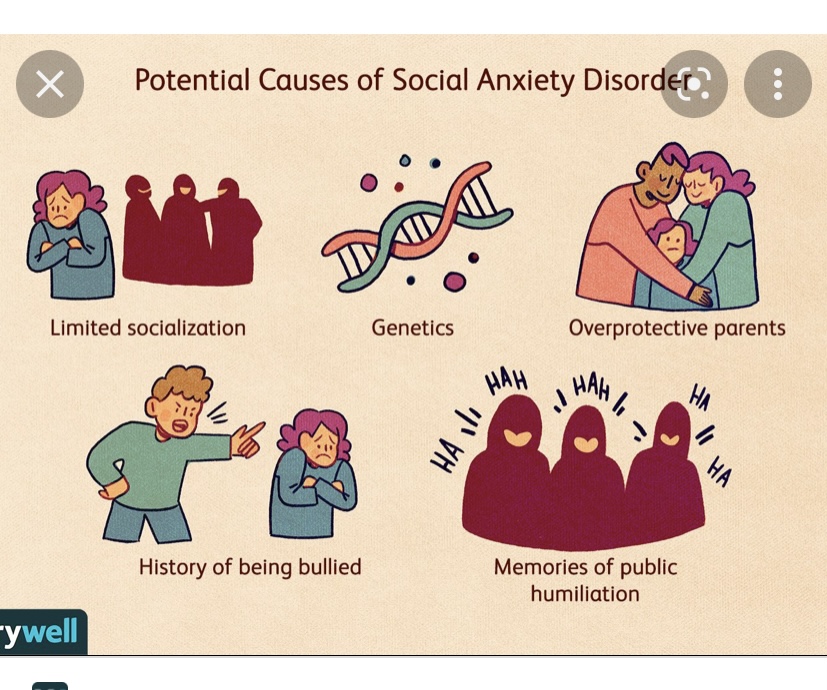 Potential Causes of Social Anxiety Disorder
Limited socialization
Genetics
Overprotective parents
HA
HAH
HAH
HA
HA
History of being bullied
Memories of public
humiliation
rywell